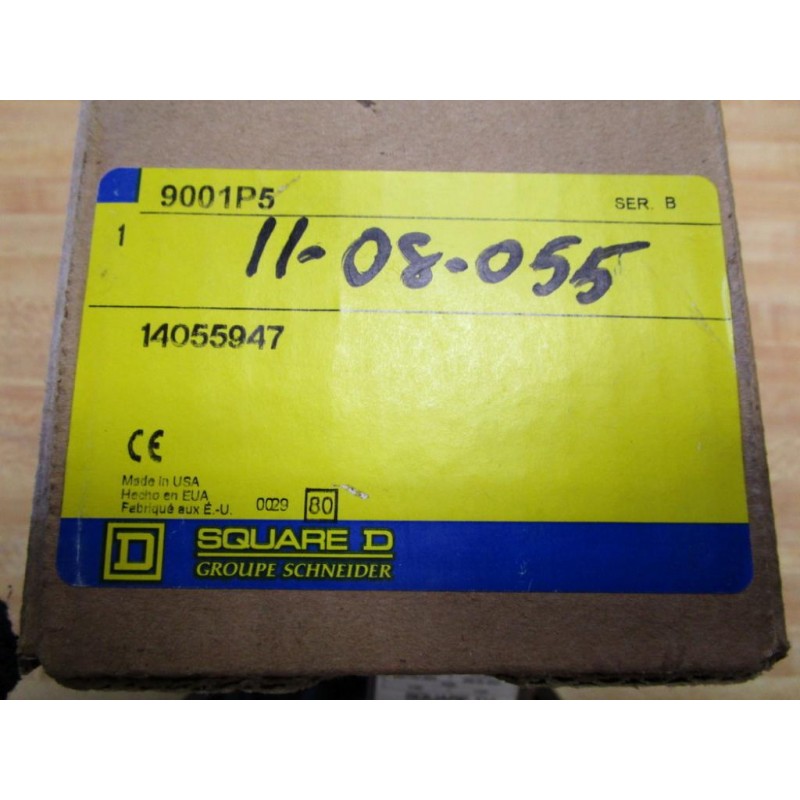 9001P5
SER. B
1
11-08-055
14055947
CE
Made in USA
Hecho en EUA
Fabriqué aux É.-U.
0029 80
D SQUARE D
GROUPE SCHNEIDER